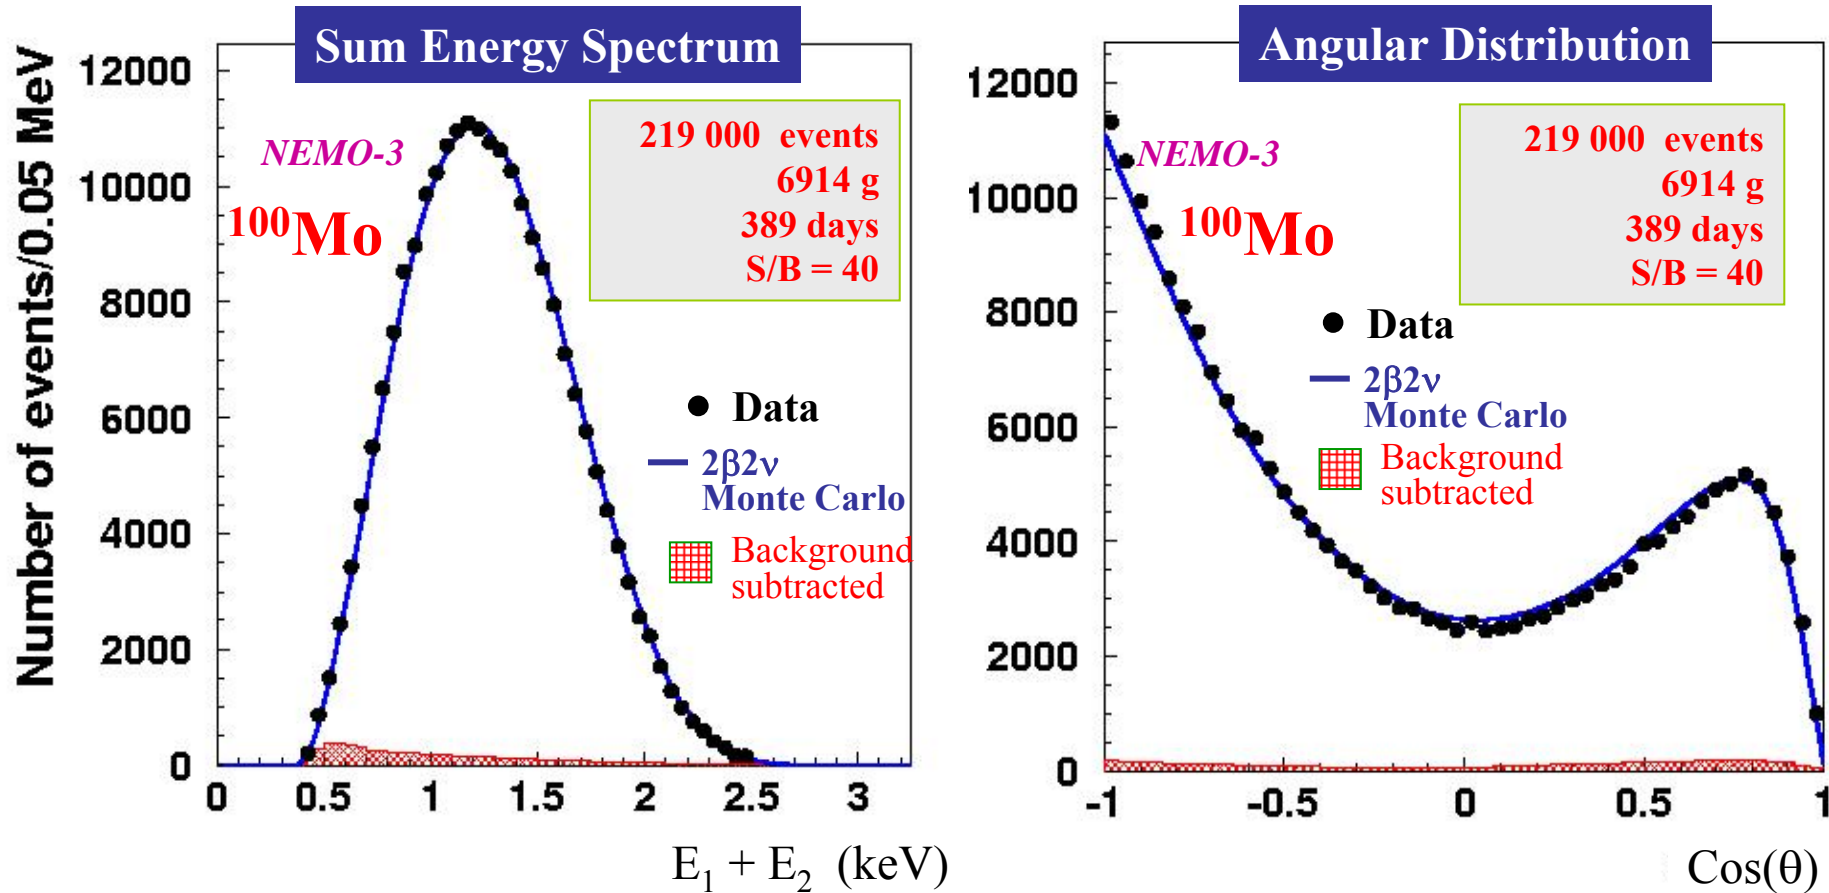 Sum Energy Spectrum
Number of events/0.05 MeV
12000
10000
8000
6000
4000
2000
0
NEMO-3
100Mo
219 000 events
6914 g
389 days
S/B = 40
Data
2β2ν
Monte Carlo
Background
subtracted
0 0.5 1 1.5 2 2.5 3
E1 + E2 (keV)
Angular Distribution
12000
10000
8000
6000
4000
2000
0
NEMO-3
100Mo
219 000 events
6914 g
389 days
S/B = 40
Data
2β2ν
Monte Carlo
Background
subtracted
-1 -0.5 0 0.5 1
Cos(θ)